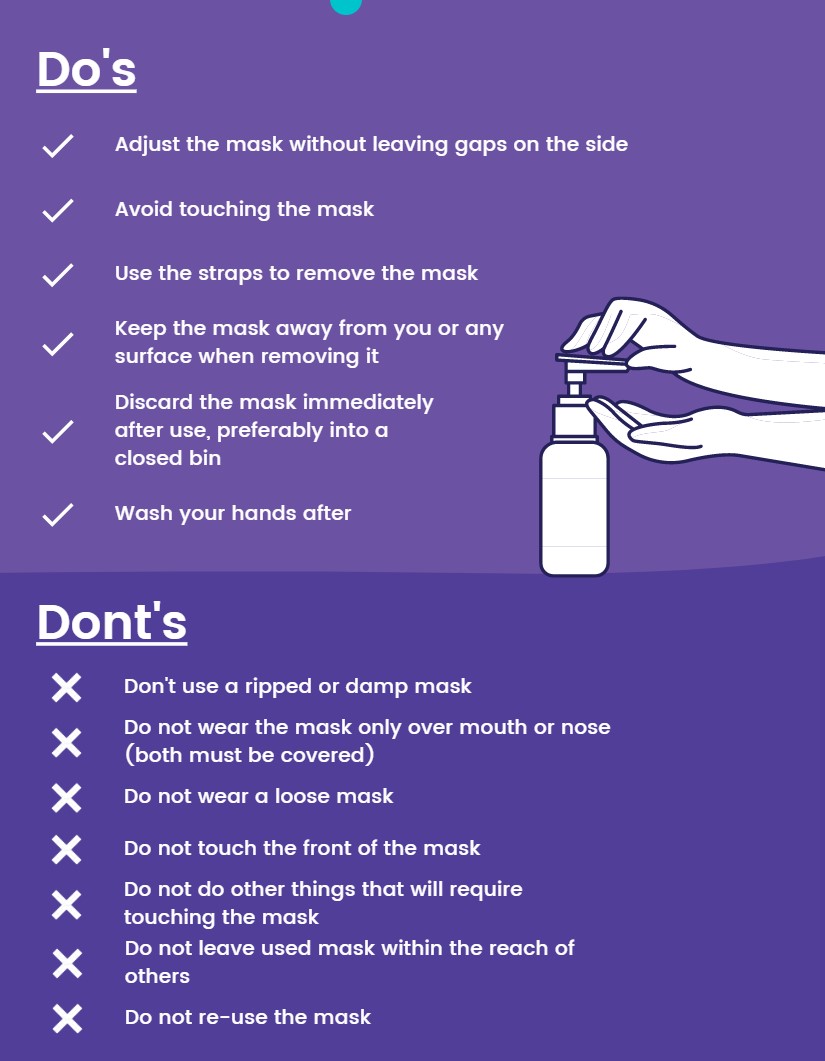 Do's
Adjust the mask without leaving gaps on the side
Avoid touching the mask
Use the straps to remove the mask
Keep the mask away from you or any
surface when removing it
Discard the mask immediately
after use, preferably into a
closed bin
Wash your hands after
Dont's
Don't use a ripped or damp mask
Do not wear the mask only over mouth or nose
(both must be covered)
Do not wear a loose mask
Do not touch the front of the mask
Do not do other things that will require
touching the mask
Do not leave used mask within the reach of
others
Do not re-use the mask